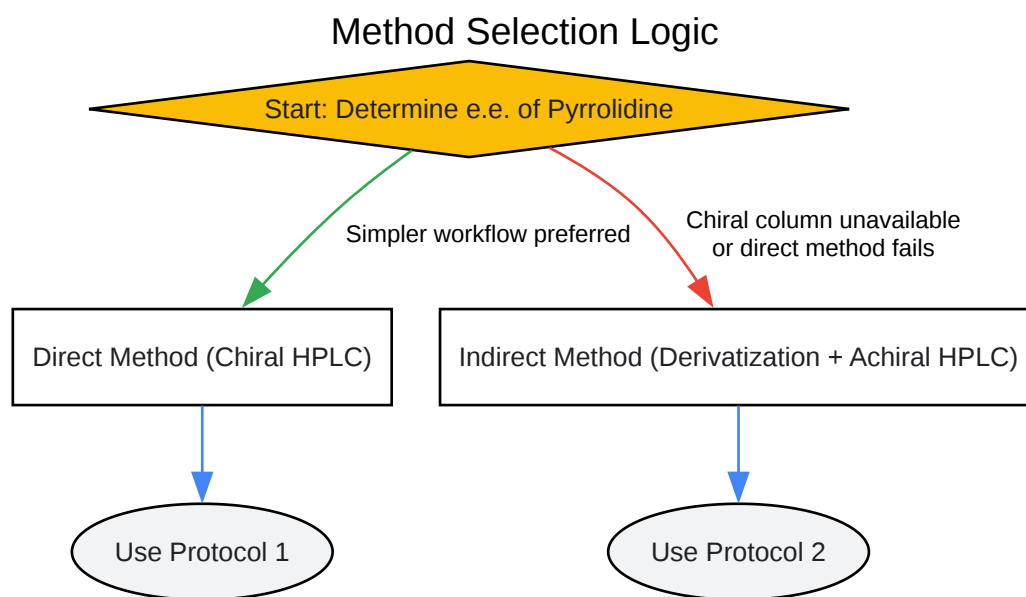 Method Selection Logic
Start: Determine e.e. of Pyrrolidine
Simpler workflow preferred
Chiral column unavailable
or direct method fails
Direct Method (Chiral HPLC)
Indirect Method (Derivatization + Achiral HPLC)
Use Protocol 1
Use Protocol 2